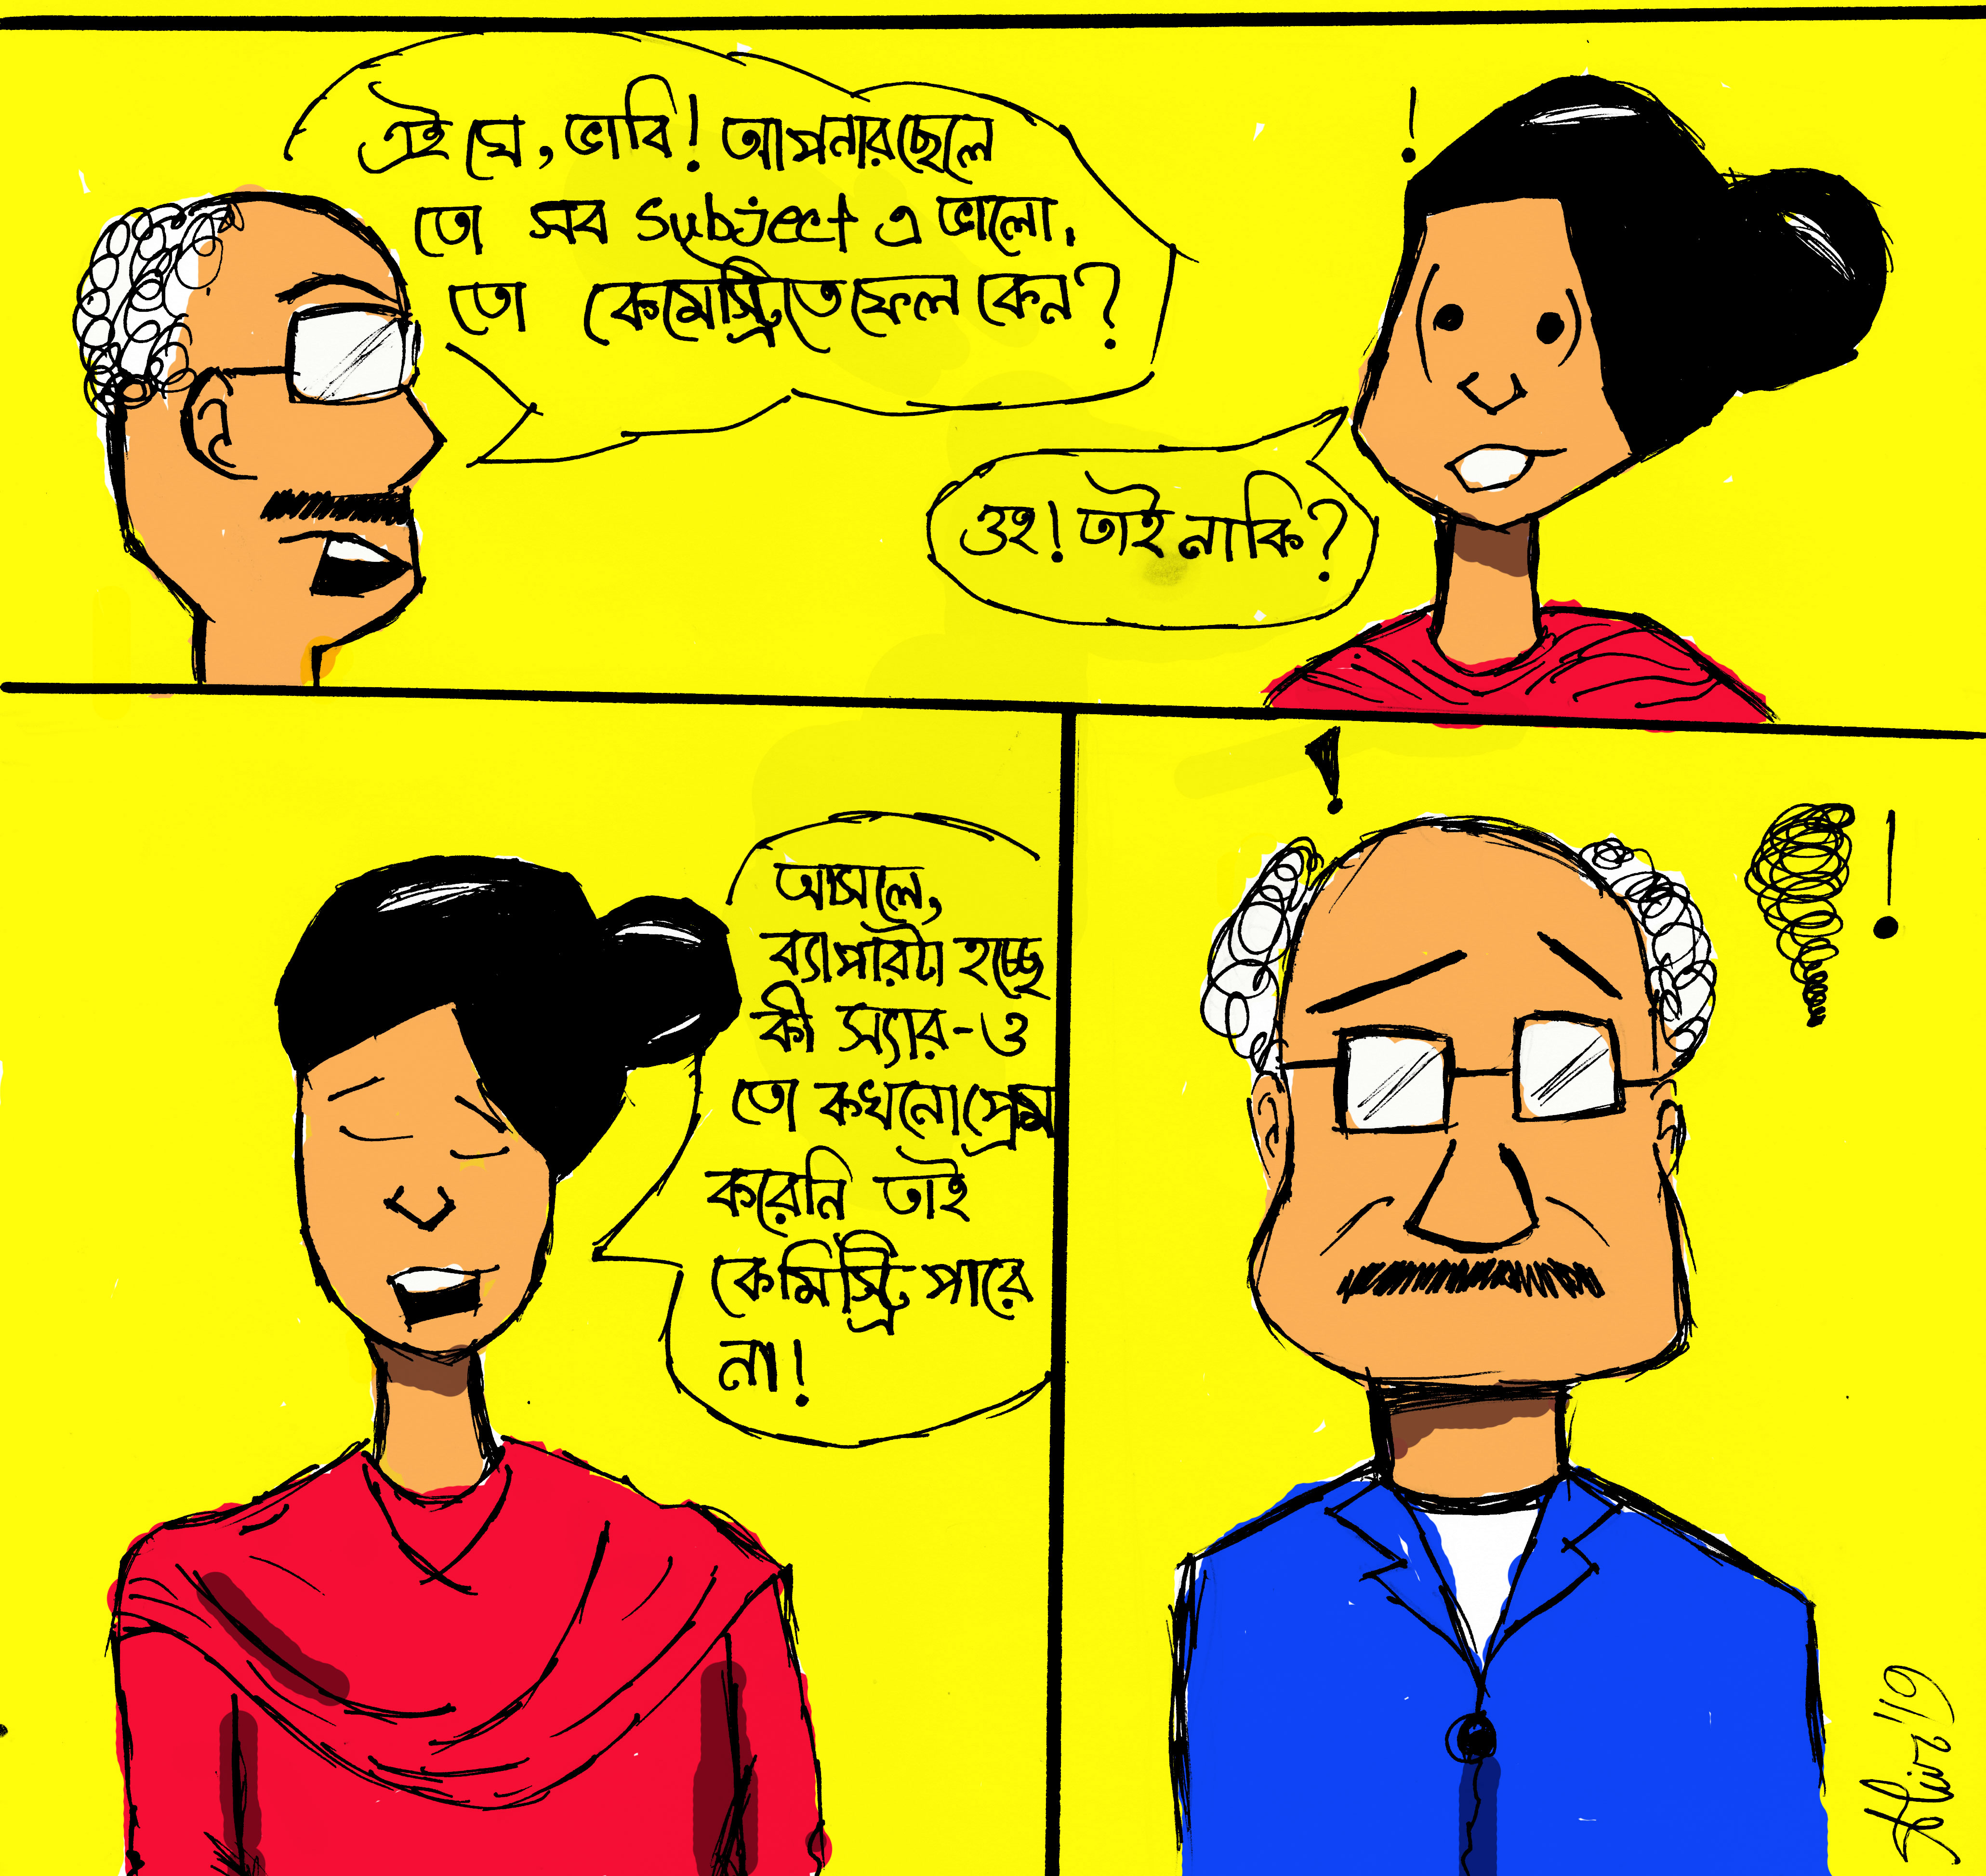 এই যে, ভাবি! আপনার ছেলে
তো সব Subject এ ভালো,
তো কেমেস্ট্রিতে ফেল কেন?
ওহ! তাই নাকি?
আসলে,
ব্যাপারটা হচ্ছে
কী স্যার-ও
তো কখনো প্রেম
করেনি তাই
কেমিস্ট্রি পারে
না!